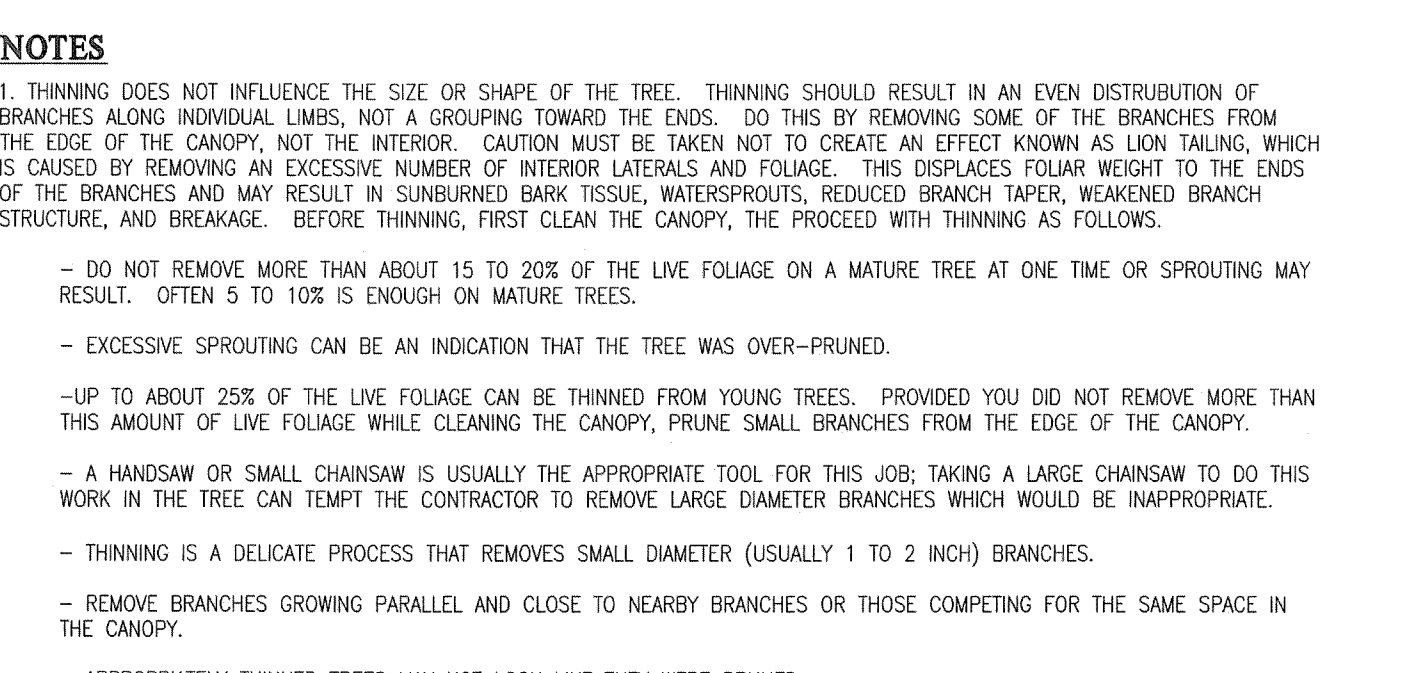 NOTES
1. THINNING DOES NOT INFLUENCE THE SIZE OR SHAPE OF THE TREE. THINNING SHOULD RESULT IN AN EVEN DISTRUBUTION OF
BRANCHES ALONG INDIVIDUAL LIMBS, NOT A GROUPING TOWARD THE ENDS. DO THIS BY REMOVING SOME OF THE BRANCHES FROM
THE EDGE OF THE CANOPY, NOT THE INTERIOR. CAUTION MUST BE TAKEN NOT TO CREATE AN EFFECT KNOWN AS LION TAILING, WHICH
IS CAUSED BY REMOVING AN EXCESSIVE NUMBER OF INTERIOR LATERALS AND FOLIAGE. THIS DISPLACES FOLIAR WEIGHT TO THE ENDS
OF THE BRANCHES AND MAY RESULT IN SUNBURNED BARK TISSUE, WATERSPROUTS, REDUCED BRANCH TAPER, WEAKENED BRANCH
STRUCTURE, AND BREAKAGE. BEFORE THINNING, FIRST CLEAN THE CANOPY, THE PROCEED WITH THINNING AS FOLLOWS.
– DO NOT REMOVE MORE THAN ABOUT 15 TO 20% OF THE LIVE FOLIAGE ON A MATURE TREE AT ONE TIME OR SPROUTING MAY
RESULT. OFTEN 5 TO 10% IS ENOUGH ON MATURE TREES.
– EXCESSIVE SPROUTING CAN BE AN INDICATION THAT THE TREE WAS OVER–PRUNED.
–UP TO ABOUT 25% OF THE LIVE FOLIAGE CAN BE THINNED FROM YOUNG TREES. PROVIDED YOU DID NOT REMOVE MORE THAN
THIS AMOUNT OF LIVE FOLIAGE WHILE CLEANING THE CANOPY, PRUNE SMALL BRANCHES FROM THE EDGE OF THE CANOPY.
– A HANDSAW OR SMALL CHAINSAW IS USUALLY THE APPROPRIATE TOOL FOR THIS JOB; TAKING A LARGE CHAINSAW TO DO THIS
WORK IN THE TREE CAN TEMPT THE CONTRACTOR TO REMOVE LARGE DIAMETER BRANCHES WHICH WOULD BE INAPPROPRIATE.
– THINNING IS A DELICATE PROCESS THAT REMOVES SMALL DIAMETER (USUALLY 1 TO 2 INCH) BRANCHES.
– REMOVE BRANCHES GROWING PARALLEL AND CLOSE TO NEARBY BRANCHES OR THOSE COMPETING FOR THE SAME SPACE IN
THE CANOPY.